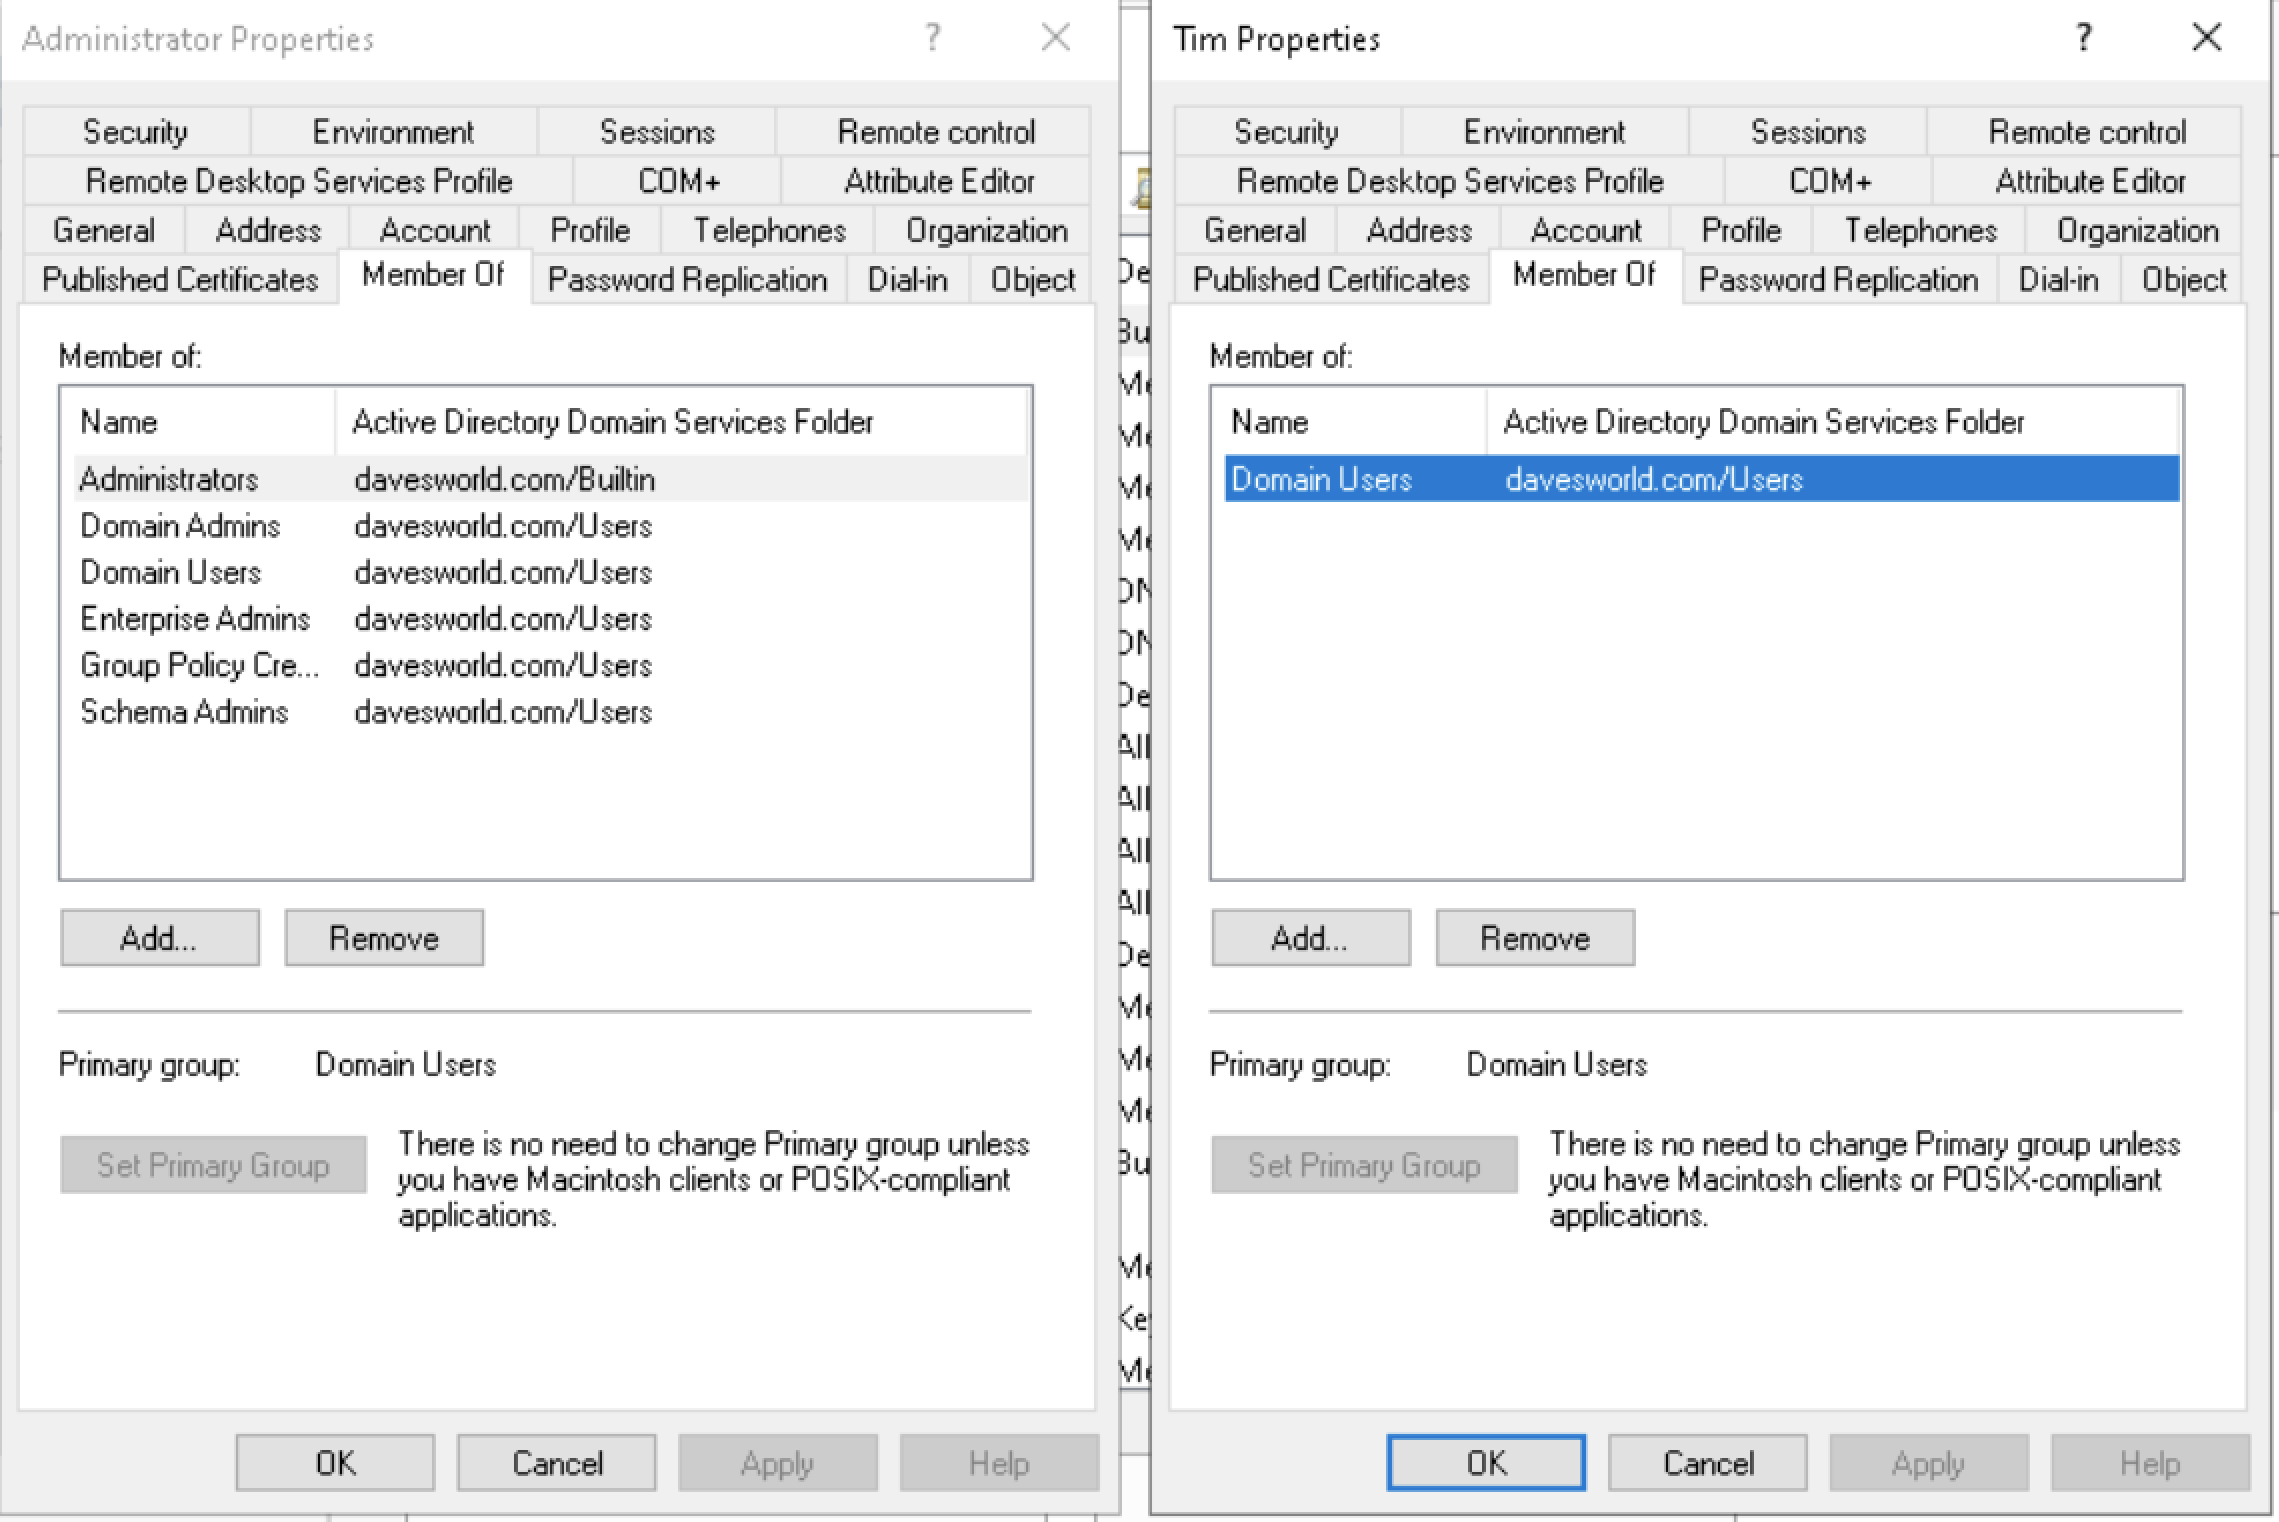 Administrator Properties ? ×
Security Environment Sessions Remote control
Remote Desktop Services Profile COM+ Attribute Editor
General Address Account Profile Telephones Organization
Published Certificates Member Of Password Replication Dial-in Object
Member of:
Name Active Directory Domain Services Folder
Administrators davesworld.com/Builtin
Domain Admins davesworld.com/Users
Domain Users davesworld.com/Users
Enterprise Admins davesworld.com/Users
Group Policy Cre... davesworld.com/Users
Schema Admins davesworld.com/Users
Add... Remove
Primary group: Domain Users
Set Primary Group
There is no need to change Primary group unless
you have Macintosh clients or POSIX-compliant
applications.
OK Cancel Apply Help
Tim Properties ? ×
Security Environment Sessions Remote control
Remote Desktop Services Profile COM+ Attribute Editor
General Address Account Profile Telephones Organization
Published Certificates Member Of Password Replication Dial-in Object
Member of:
Name Active Directory Domain Services Folder
Domain Users davesworld.com/Users
Add... Remove
Primary group: Domain Users
Set Primary Group
There is no need to change Primary group unless
you have Macintosh clients or POSIX-compliant
applications.
OK Cancel Apply Help